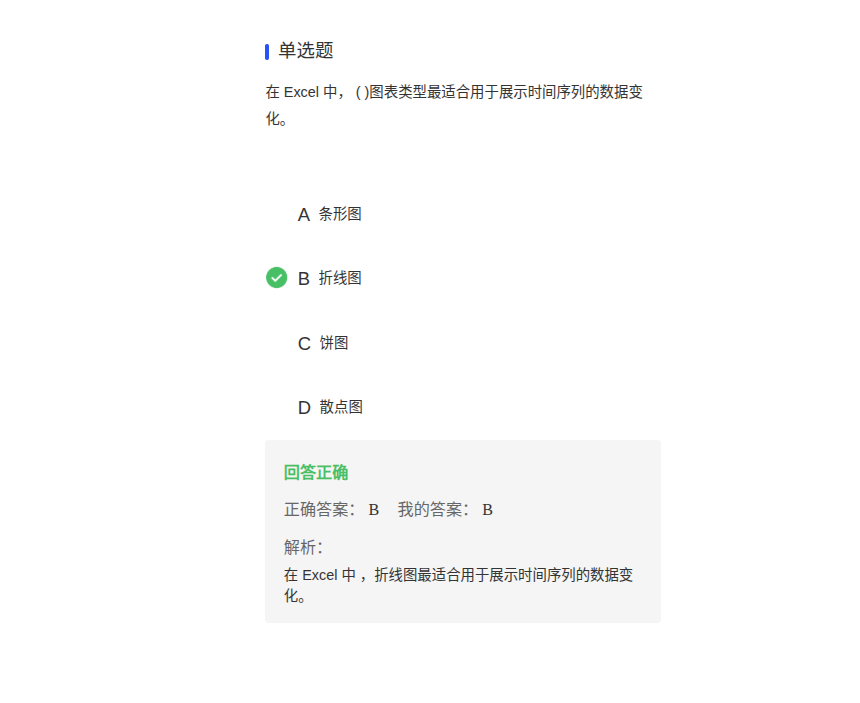 单选题
在 Excel 中， ( )图表类型最适合用于展示时间序列的数据变
化。
A 条形图
B 折线图
C 饼图
D 散点图
回答正确
正确答案： B 我的答案： B
解析：
在 Excel 中 ，折线图最适合用于展示时间序列的数据变
化。